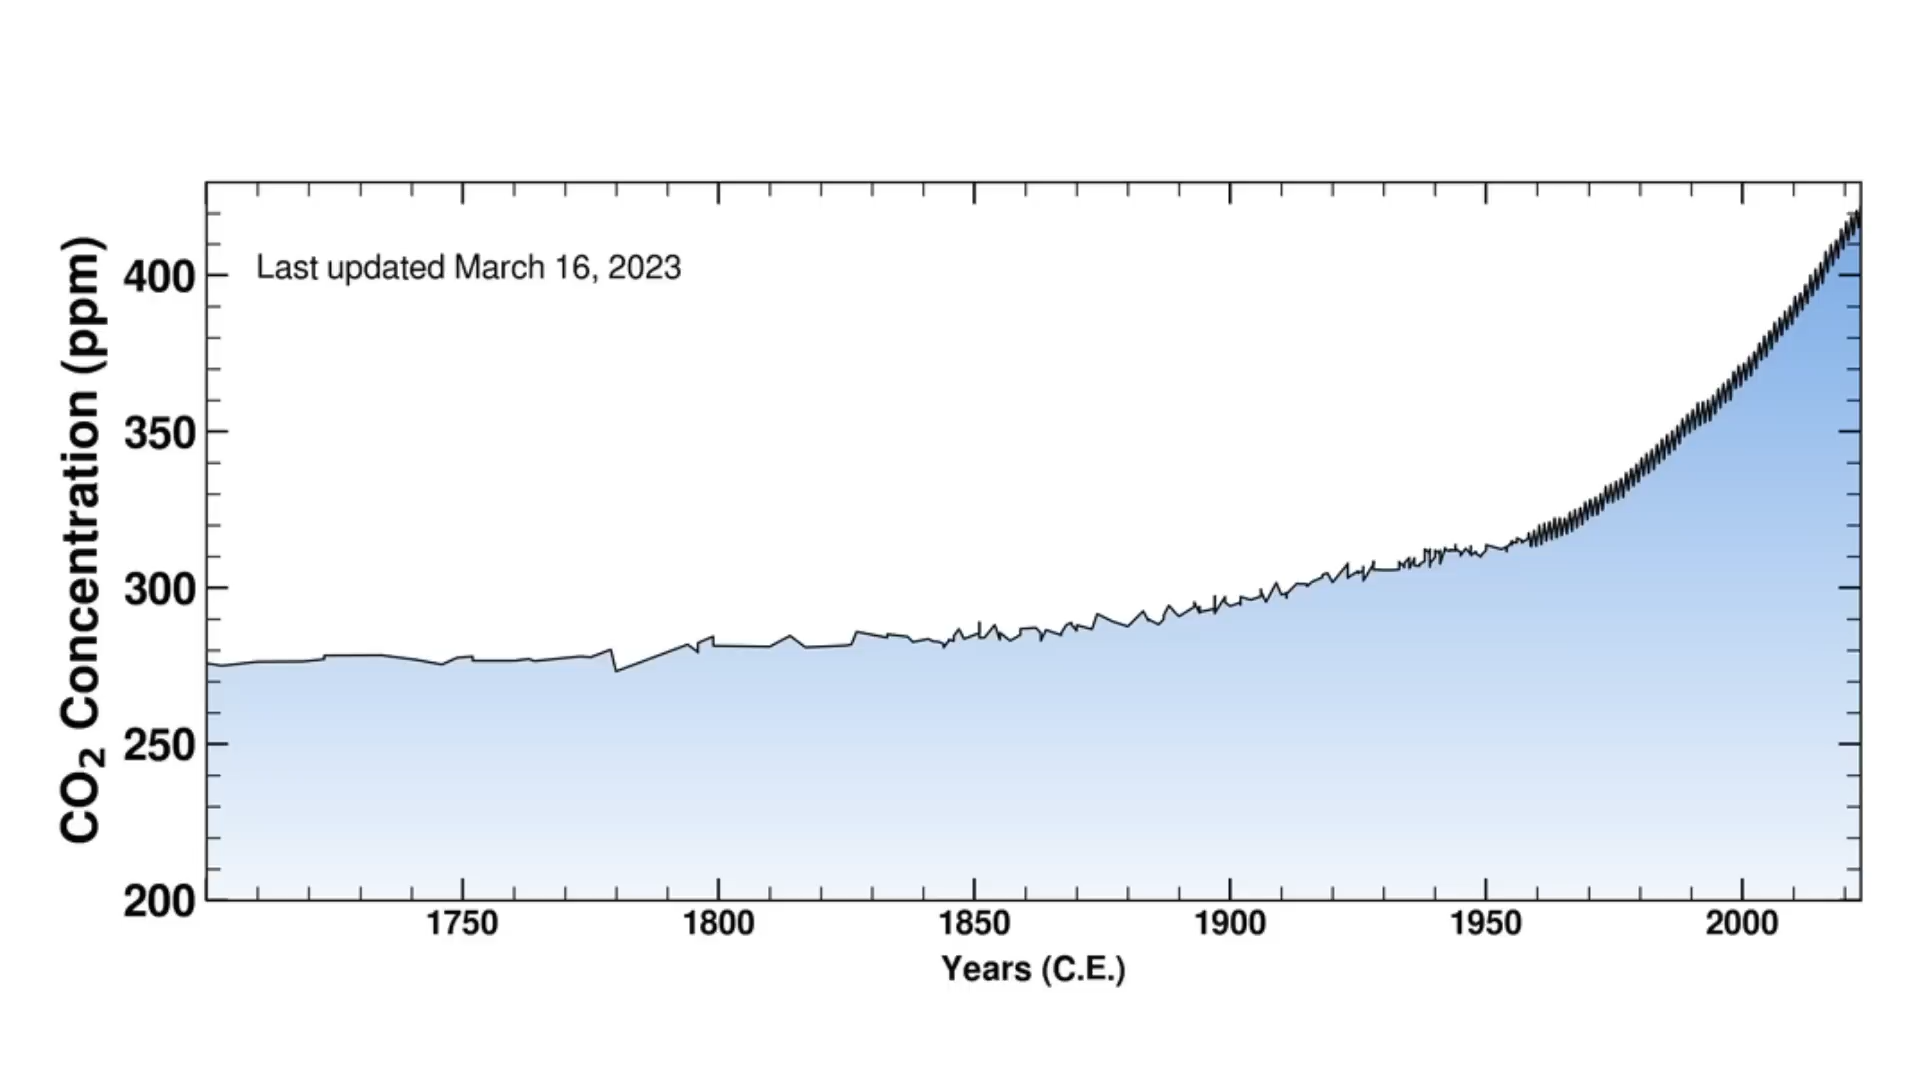 Last updated March 16, 2023
CO₂ Concentration (ppm)
400
350
300
250
200
1750 1800 1850 1900 1950 2000
Years (C.E.)